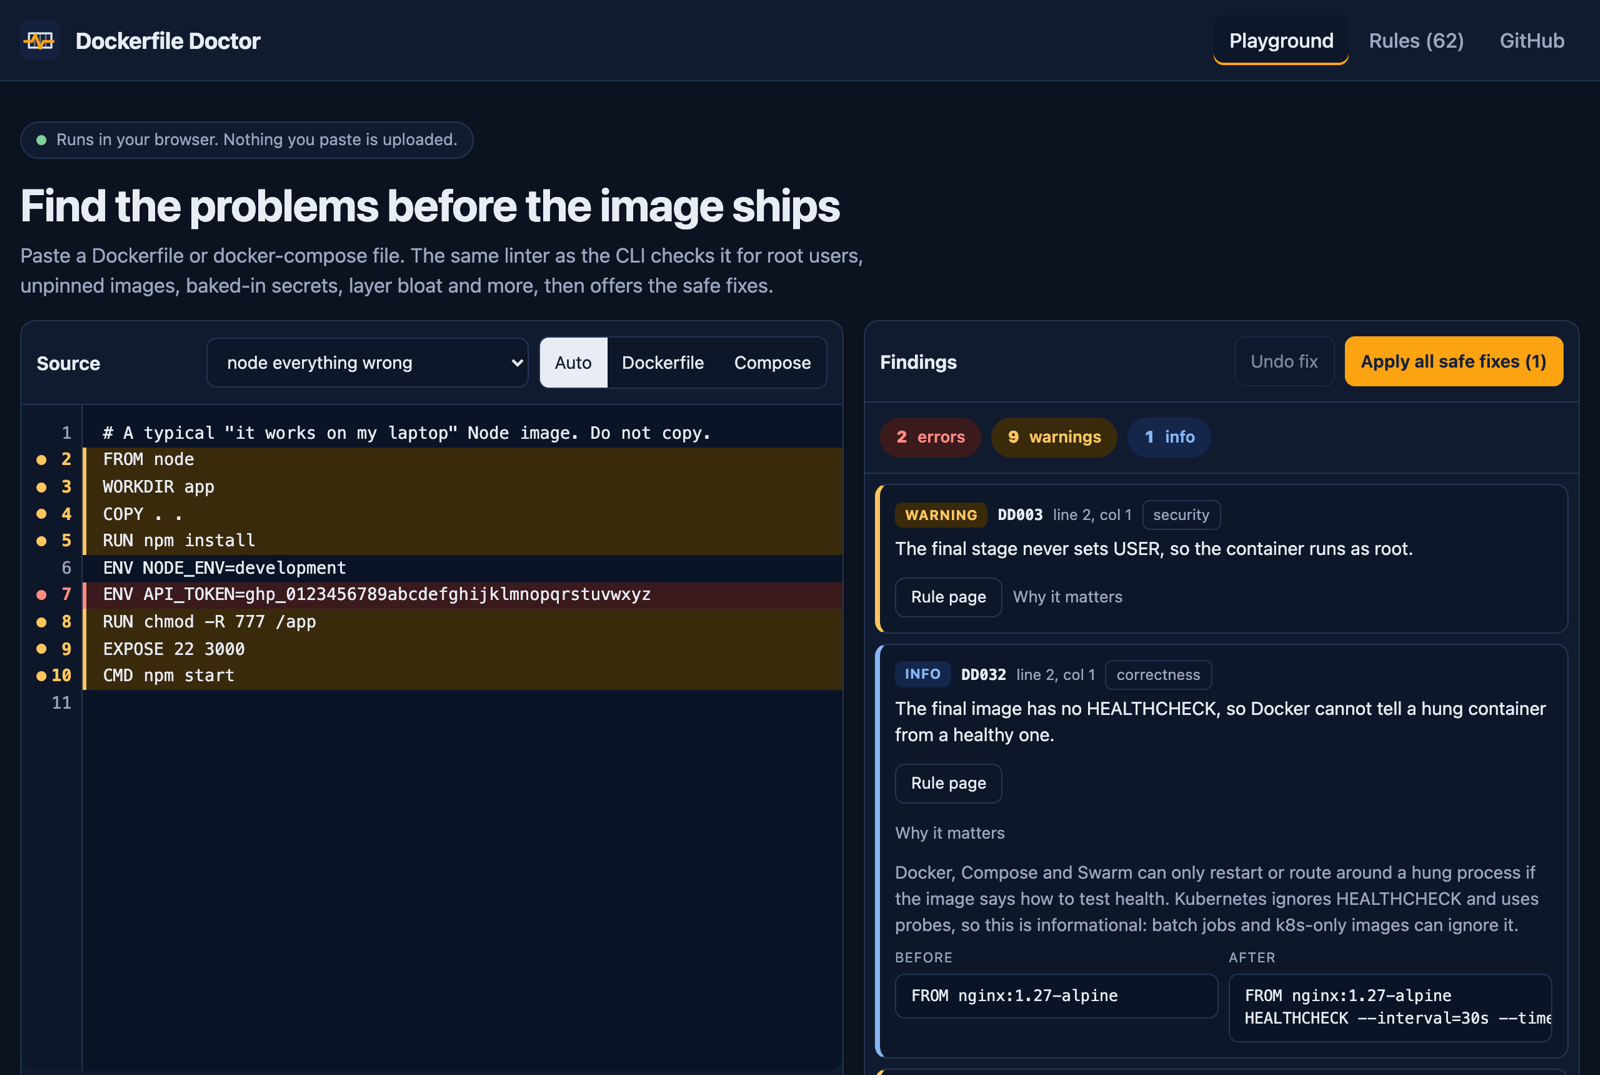 Dockerfile Doctor
Playground
Rules (62)
GitHub
Runs in your browser. Nothing you paste is uploaded.
Find the problems before the image ships
Paste a Dockerfile or docker-compose file. The same linter as the CLI checks it for root users,
unpinned images, baked-in secrets, layer bloat and more, then offers the safe fixes.
Source
node everything wrong
Auto
Dockerfile
Compose
1 # A typical "it works on my laptop" Node image. Do not copy.
2 FROM node
3 WORKDIR app
4 COPY . .
5 RUN npm install
6 ENV NODE_ENV=development
7 ENV API_TOKEN=ghp_0123456789abcdefghijklmnopqrstuvwxyz
8 RUN chmod -R 777 /app
9 EXPOSE 22 3000
10 CMD npm start
11
Findings
Undo fix
Apply all safe fixes (1)
2 errors
9 warnings
1 info
WARNING DD003 line 2, col 1 security
The final stage never sets USER, so the container runs as root.
Rule page
Why it matters
INFO DD032 line 2, col 1 correctness
The final image has no HEALTHCHECK, so Docker cannot tell a hung container
from a healthy one.
Rule page
Why it matters
Docker, Compose and Swarm can only restart or route around a hung process if
the image says how to test health. Kubernetes ignores HEALTHCHECK and uses
probes, so this is informational: batch jobs and k8s-only images can ignore it.
BEFORE
FROM nginx:1.27-alpine
AFTER
FROM nginx:1.27-alpine
HEALTHCHECK --interval=30s --time